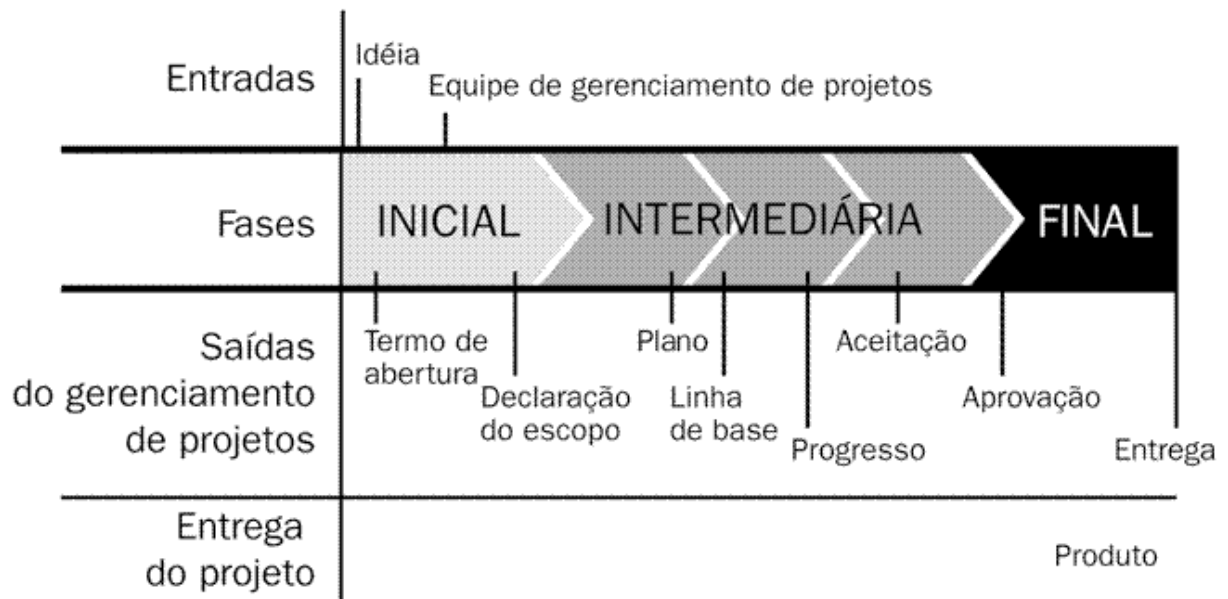 Entradas
Idéia
Equipe de gerenciamento de projetos
Fases
INICIAL
INTERMEDIÁRIA
FINAL
Saídas
do gerenciamento
de projetos
Termo de
abertura
Declaração
do escopo
Plano
Linha
de base
Progresso
Aceitação
Aprovação
Entrega
Entrega
do projeto
Produto